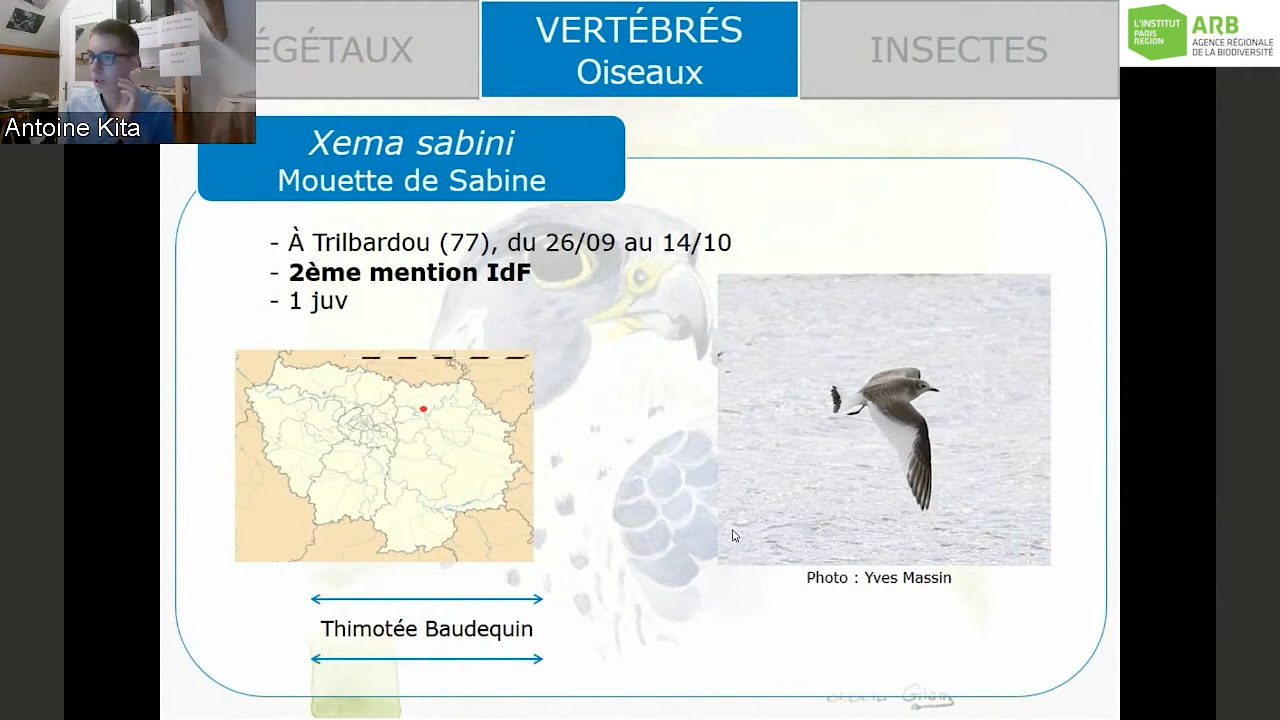 ÉGÉTAUX
VERTÉBRÉS
Oiseaux
INSECTES
L'INSTITUT
PARIS
REGION
ARB
AGENCE RÉGIONALE
DE LA BIODIVERSITÉ
Antoine Kita
Xema sabini
Mouette de Sabine
- À Trilbardou (77), du 26/09 au 14/10
- 2ème mention IdF
- 1 juv
Photo : Yves Massin
Thimotée Baudequin